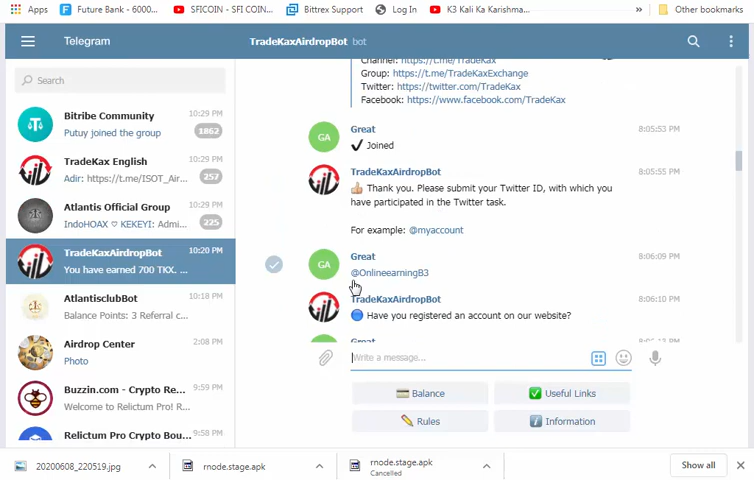 Apps
Future Bank - 6000...
SFICOIN - SFI COIN...
Bittrex Support
Log In
K3 Kali Ka Karishma...
»
Other bookmarks
Telegram
TradeKaxAirdropBot bot
Search
Bitribe Community 10:29 PM
Putuy joined the group 1862
TradeKax English 10:29 PM
Adir: https://t.me/ISOT_Air... 257
Atlantis Official Group 10:29 PM
IndoHOAX ♡ KEKEYI: Admi... 225
TradeKaxAirdropBot 10:20 PM
You have earned 700 TKX. ...
AtlantisclubBot 10:18 PM
Balance Points: 3 Referral c...
Airdrop Center 2:08 PM
Photo
Buzzin.com - Crypto Re... 9:59 PM
Welcome to Relictum Pro! R...
Relictum Pro Crypto Bou... 9:58 PM
Channel: https://t.me/TradeKax
Group: https://t.me/TradeKaxExchange
Twitter: https://twitter.com/TradeKax
Facebook: https://www.facebook.com/TradeKax
GA
Great 8:05:53 PM
✔ Joined
TradeKaxAirdropBot 8:05:55 PM
👍 Thank you. Please submit your Twitter ID, with which you
have participated in the Twitter task.
For example: @myaccount
GA
Great 8:06:09 PM
@OnlineearningB3
TradeKaxAirdropBot 8:06:10 PM
🔵 Have you registered an account on our website?
Great
Write a message...
💳 Balance
✅ Useful Links
✏ Rules
ℹ Information
20200608_220519.jpg
rnode.stage.apk
rnode.stage.apk
Cancelled
Show all